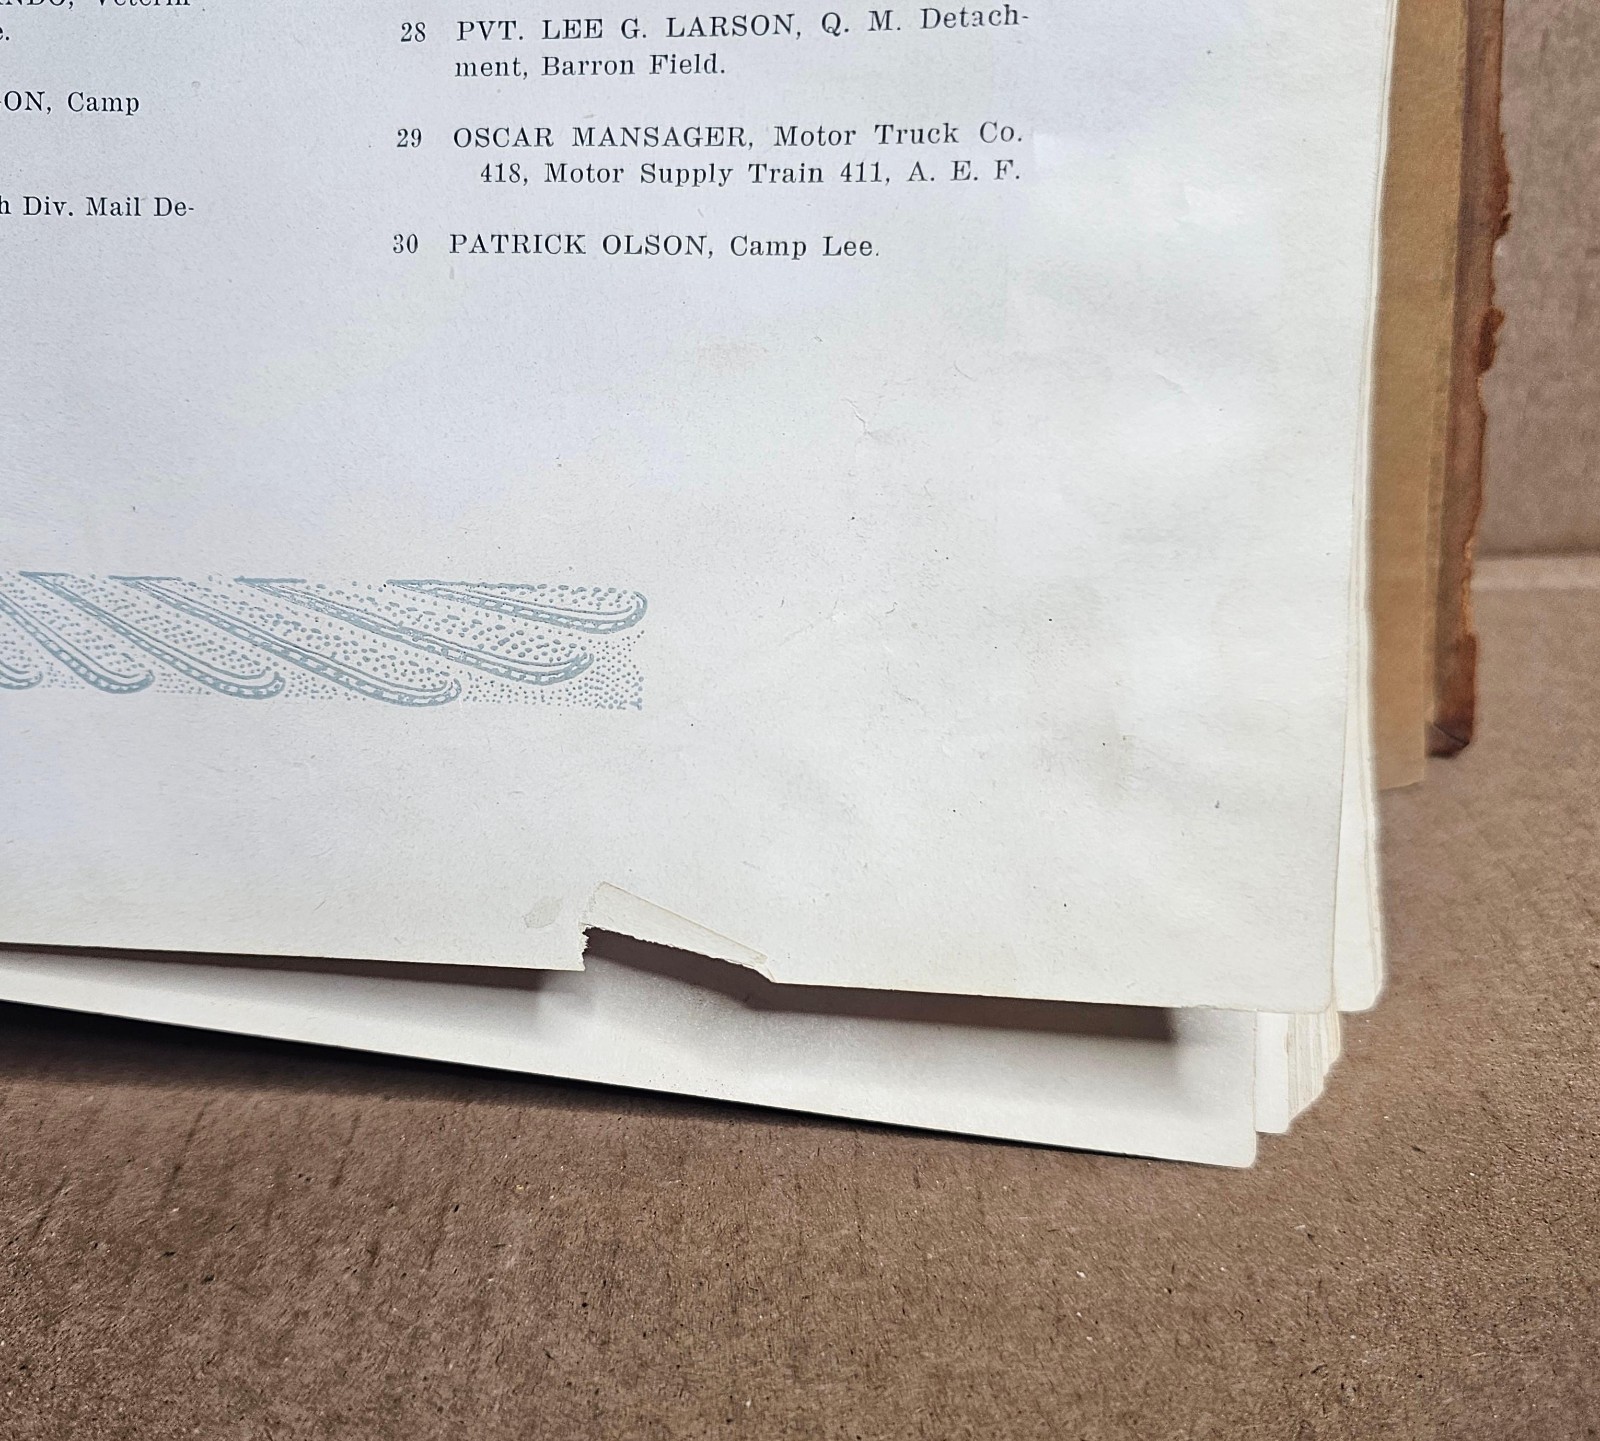 e.
ON, Camp
h Div. Mail De-
28 PVT. LEE G. LARSON, Q. M. Detach-
ment, Barron Field.
29 OSCAR MANSAGER, Motor Truck Co.
418, Motor Supply Train 411, A. E. F.
30 PATRICK OLSON, Camp Lee.